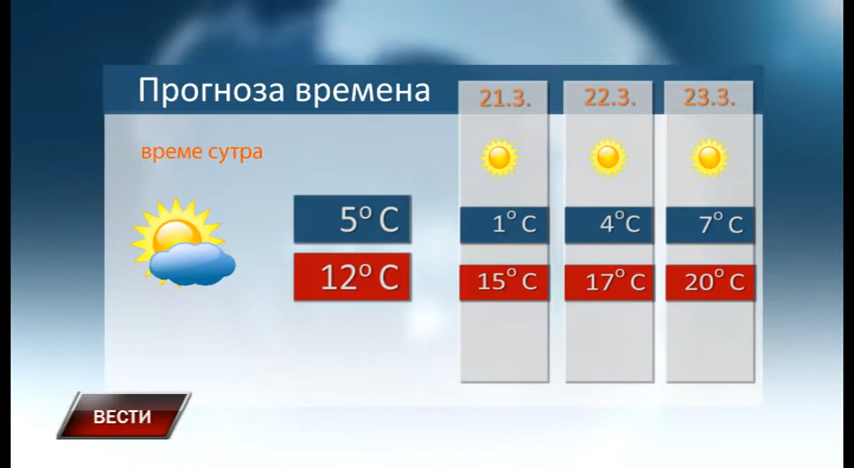 Прогноза времена
време сутра
5° C
12° C
21.3.
1° C
15° C
22.3.
4°C
17° C
23.3.
7° C
20° C
ВЕСТИ